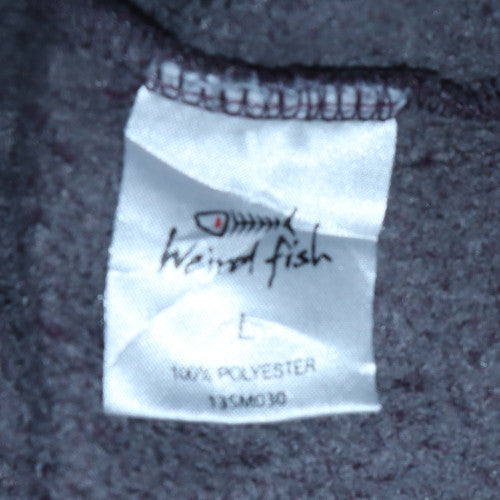 Weird fish
L
100% POLYESTER
13SM030